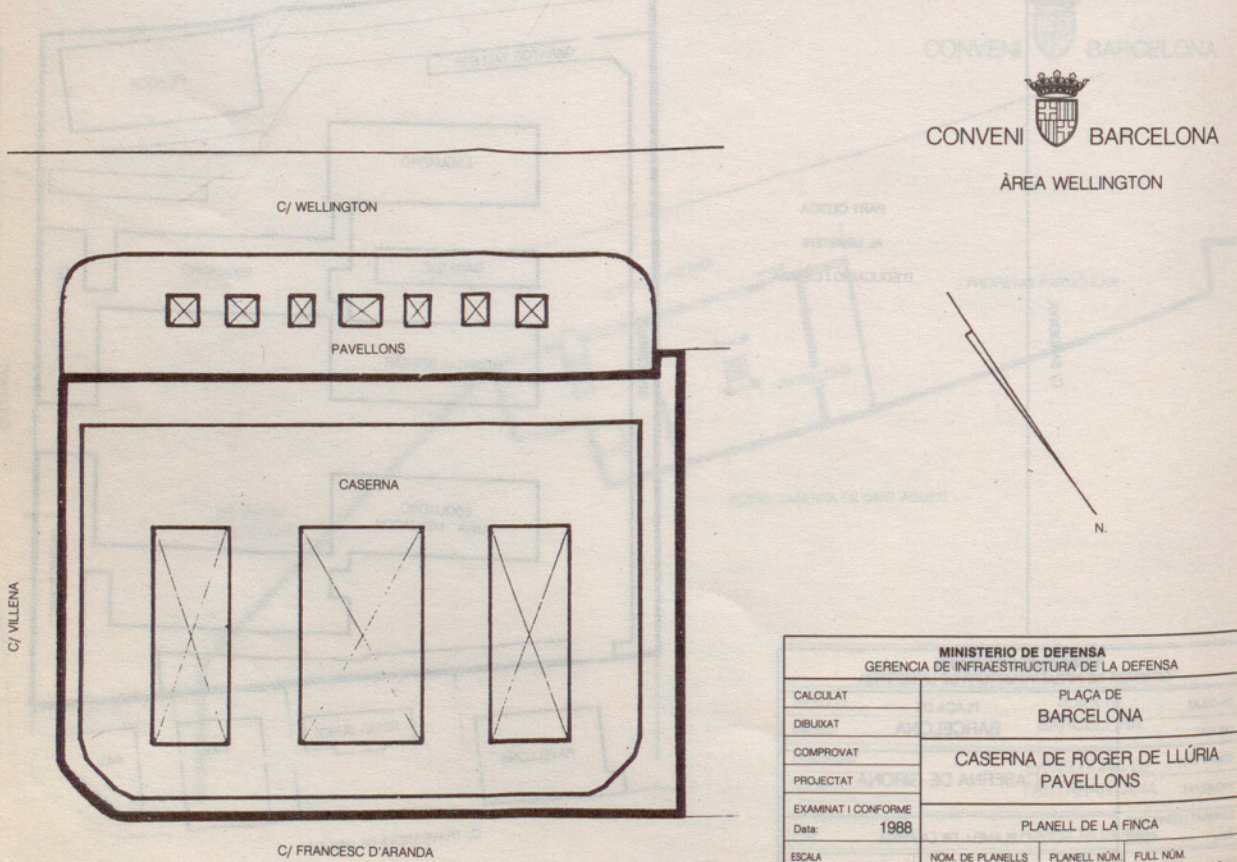 CONVENI BARCELONA
ÀREA WELLINGTON
C/ WELLINGTON
PAVELLONS
CASERNA
C/ VILLENA
N.
C/ FRANCESC D'ARANDA
MINISTERIO DE DEFENSA
GERENCIA DE INFRAESTRUCTURA DE LA DEFENSA
CALCULAT
DIBUIXAT
COMPROVAT
PROJECTAT
EXAMINAT I CONFORME
Data: 1988
ESCALA
PLAÇA DE
BARCELONA
CASERNA DE ROGER DE LLÚRIA
PAVELLONS
PLANELL DE LA FINCA
NOM. DE PLANELLS
PLANELL NÚM.
FULL NÚM.